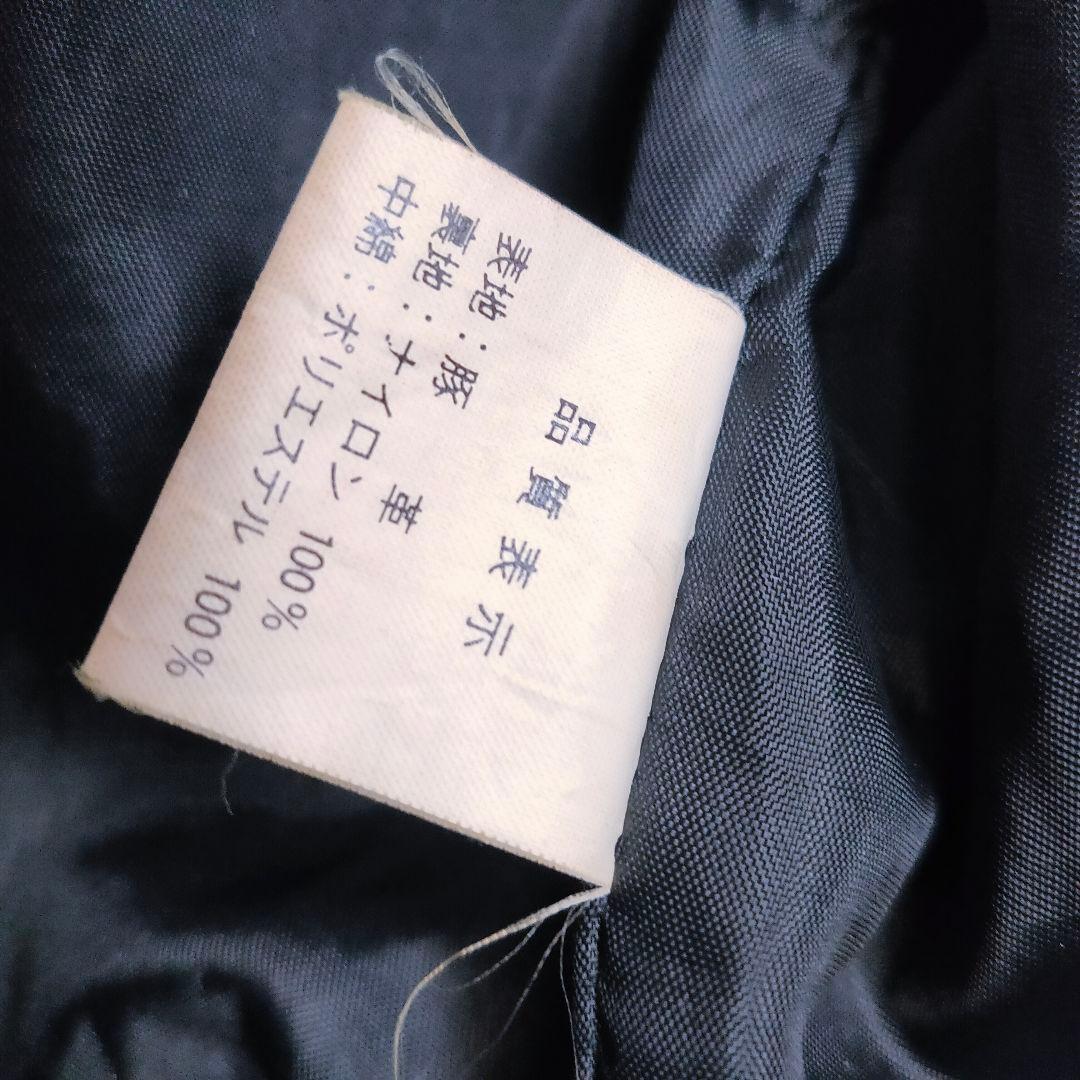 品質表示
表地：豚　革
裏地：ナイロン 100%
中綿：ポリエステル 100%